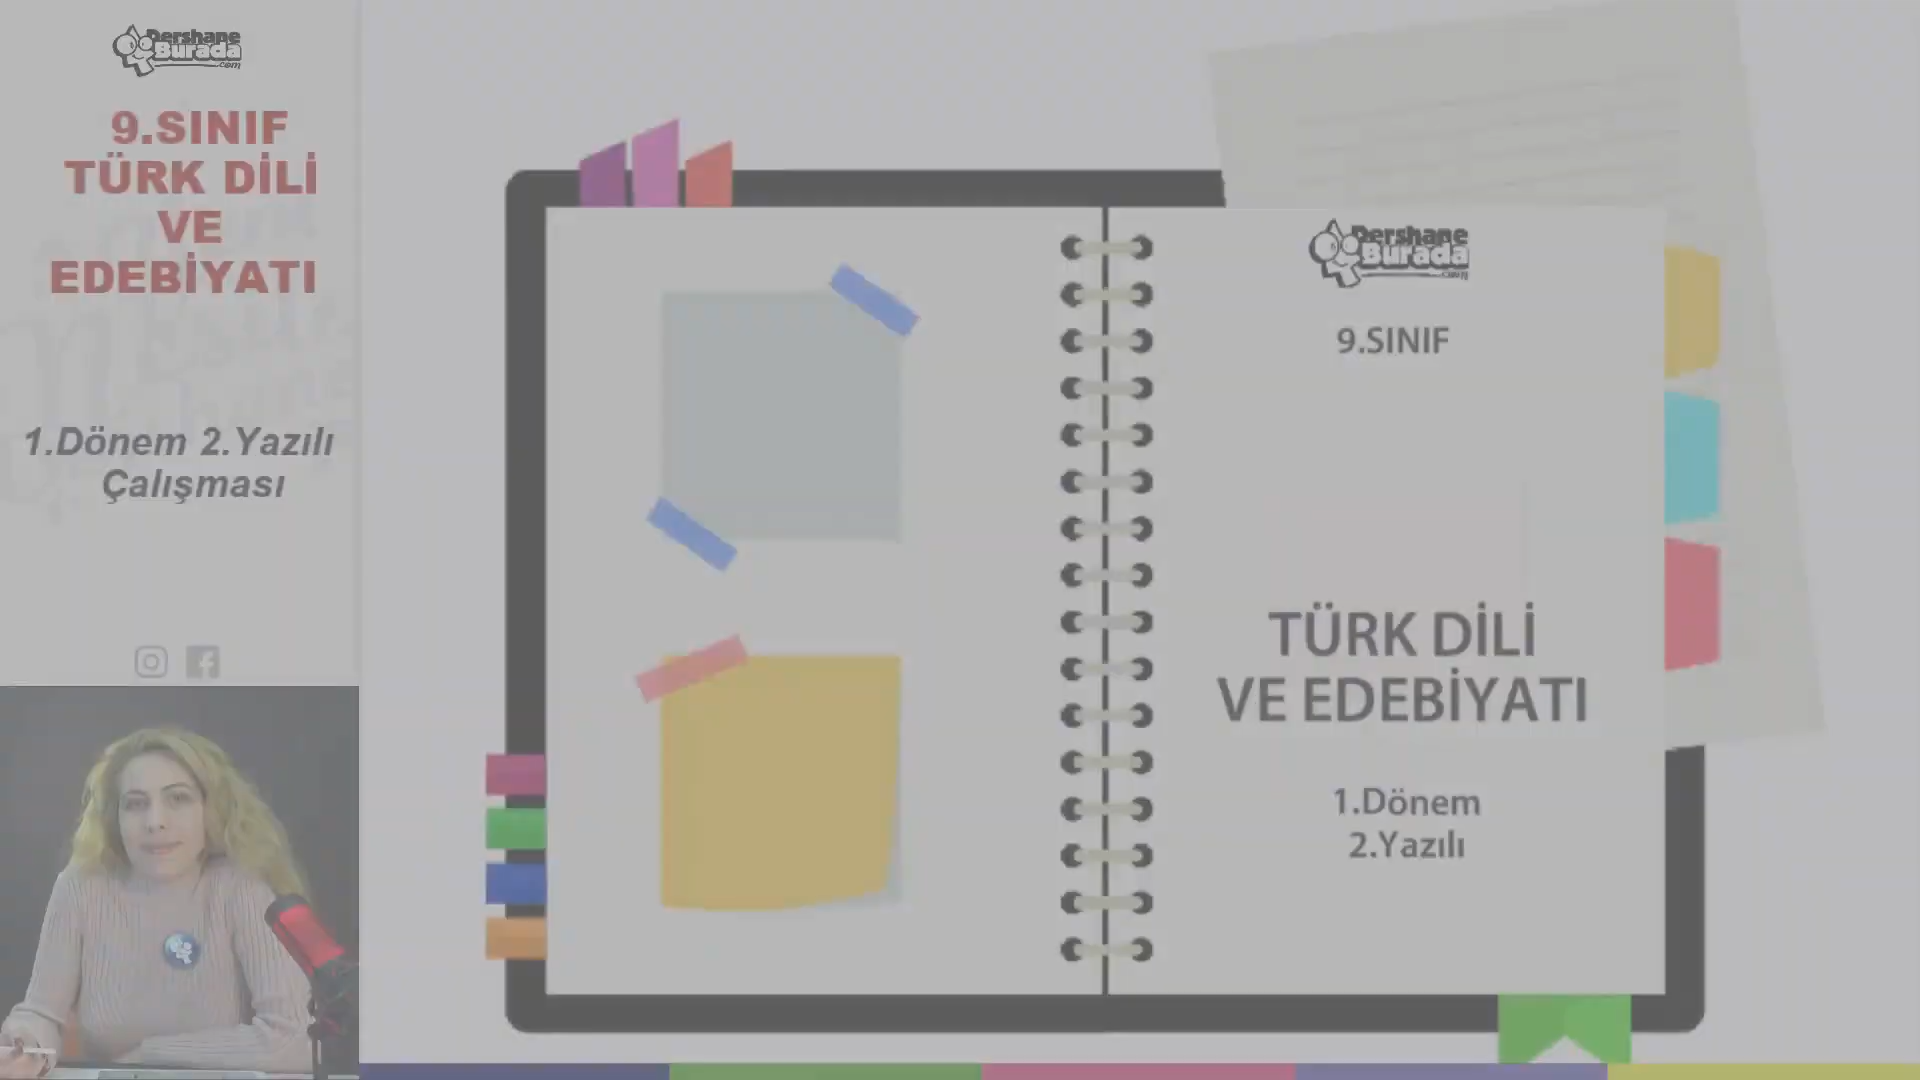 Dershane
Burada
.com
9.SINIF
TÜRK DİLİ
VE
EDEBİYATI
1.Dönem 2.Yazılı
Çalışması
Dershane
Burada
.com
9.SINIF
TÜRK DİLİ
VE EDEBİYATI
1.Dönem
2.Yazılı